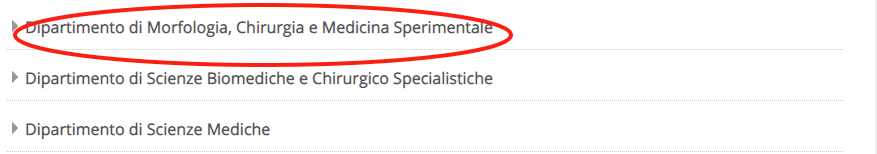 Dipartimento di Morfologia, Chirurgia e Medicina Sperimentale
Dipartimento di Scienze Biomediche e Chirurgico Specialistiche
Dipartimento di Scienze Mediche